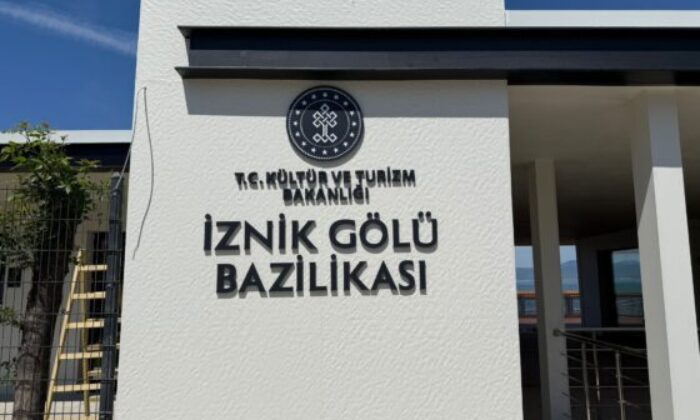 T.C. KÜLTÜR VE TURİZM
BAKANLIĞI
İZNİK GÖLÜ
BAZİLİKASI